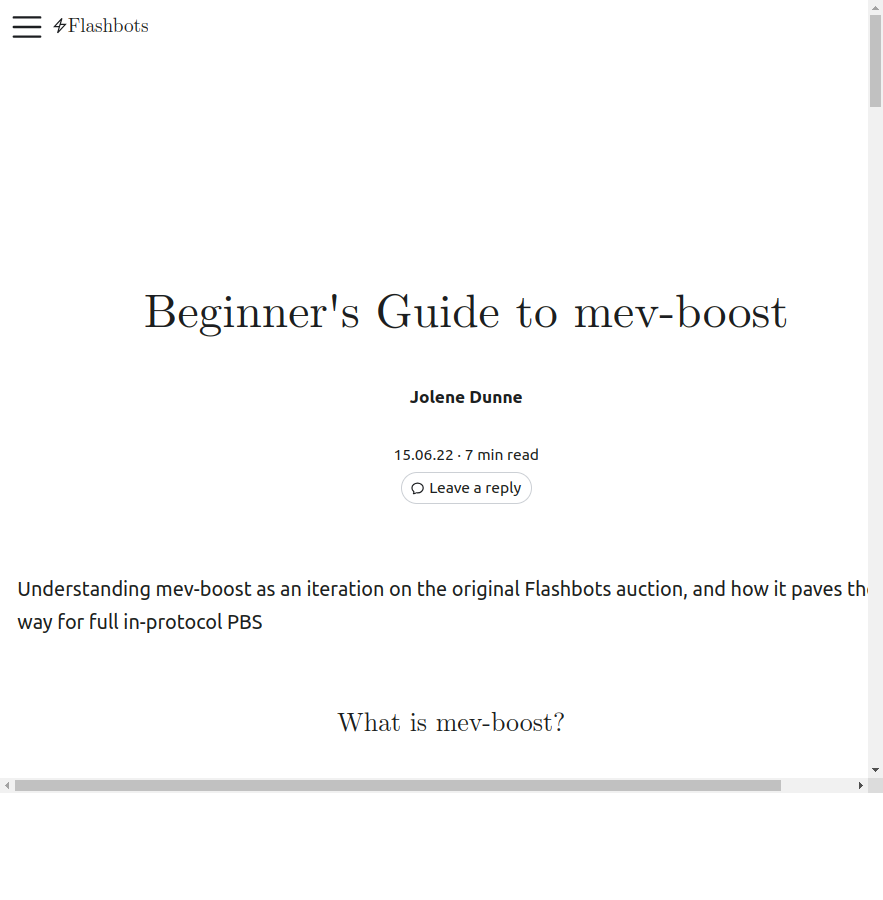 Flashbots
Beginner's Guide to mev-boost
Jolene Dunne
15.06.22 · 7 min read
Leave a reply
Understanding mev-boost as an iteration on the original Flashbots auction, and how it paves the
way for full in-protocol PBS
What is mev-boost?